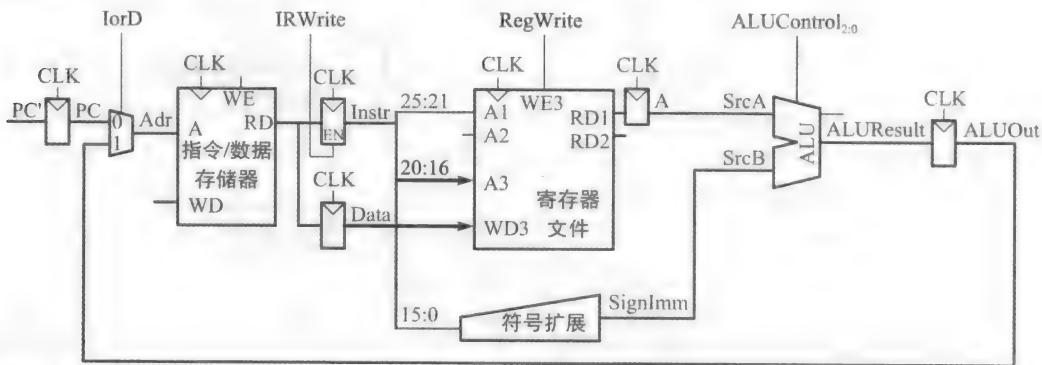 IorD
IRWrite
RegWrite
ALUControl2:0
CLK
CLK
CLK
CLK
CLK
CLK
PC'
PC
0
1
Adr
A
WE
RD
指令/数据
存储器
WD
EN
Instr
CLK
Data
25:21
20:16
15:0
A1
A2
A3
WD3
WE3
RD1
RD2
寄存器
文件
A
SrcA
SrcB
ALU
ALUResult
ALUOut
符号扩展
SignImm